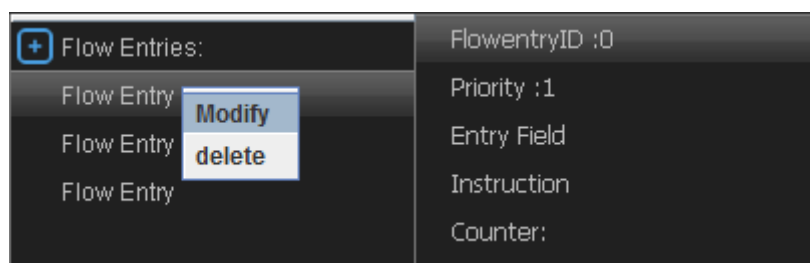 Flow Entries:
Flow Entry
Modify
Flow Entry
delete
Flow Entry
FlowentryID :0
Priority :1
Entry Field
Instruction
Counter: